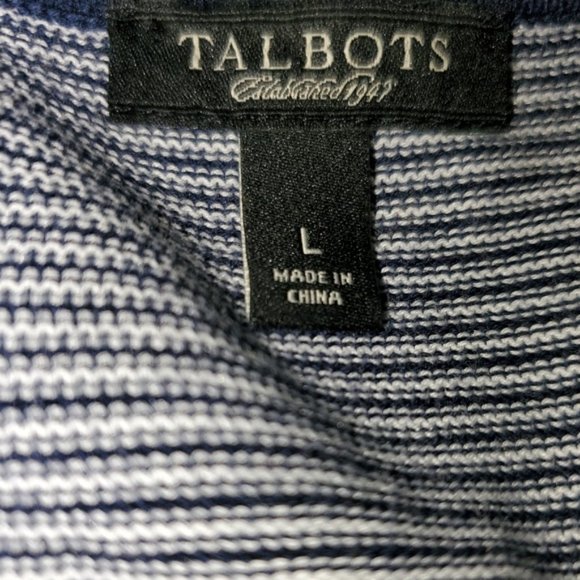 TALBOTS
Established 1947
L
MADE IN
CHINA